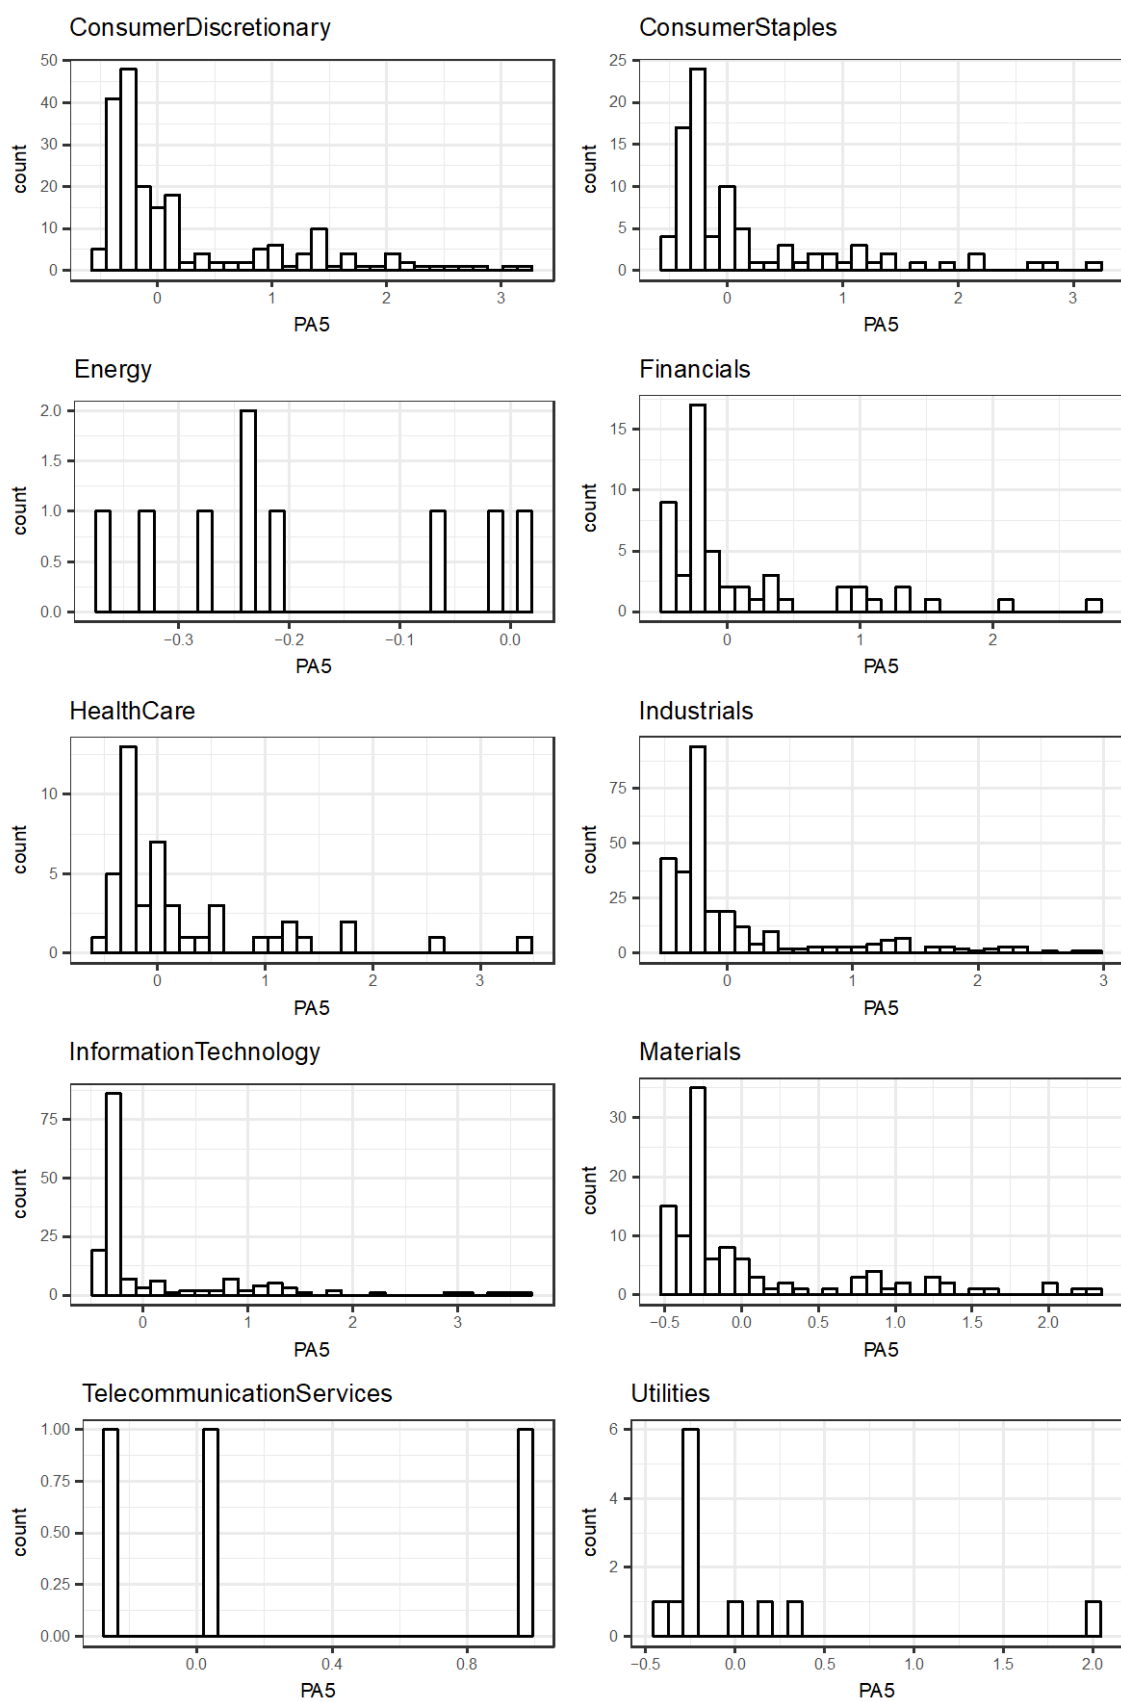 ConsumerDiscretionary
50
40
30
20
10
0
count
0 1 2 3
PA5
ConsumerStaples
25
20
15
10
5
0
count
0 1 2 3
PA5
Energy
2.0
1.5
1.0
0.5
0.0
count
−0.3 −0.2 −0.1 0.0
PA5
Financials
15
10
5
0
count
0 1 2
PA5
HealthCare
10
5
0
count
0 1 2 3
PA5
Industrials
75
50
25
0
count
0 1 2 3
PA5
InformationTechnology
75
50
25
0
count
0 1 2 3
PA5
Materials
30
20
10
0
count
−0.5 0.0 0.5 1.0 1.5 2.0
PA5
TelecommunicationServices
1.00
0.75
0.50
0.25
0.00
count
0.0 0.4 0.8
PA5
Utilities
6
4
2
0
count
−0.5 0.0 0.5 1.0 1.5 2.0
PA5